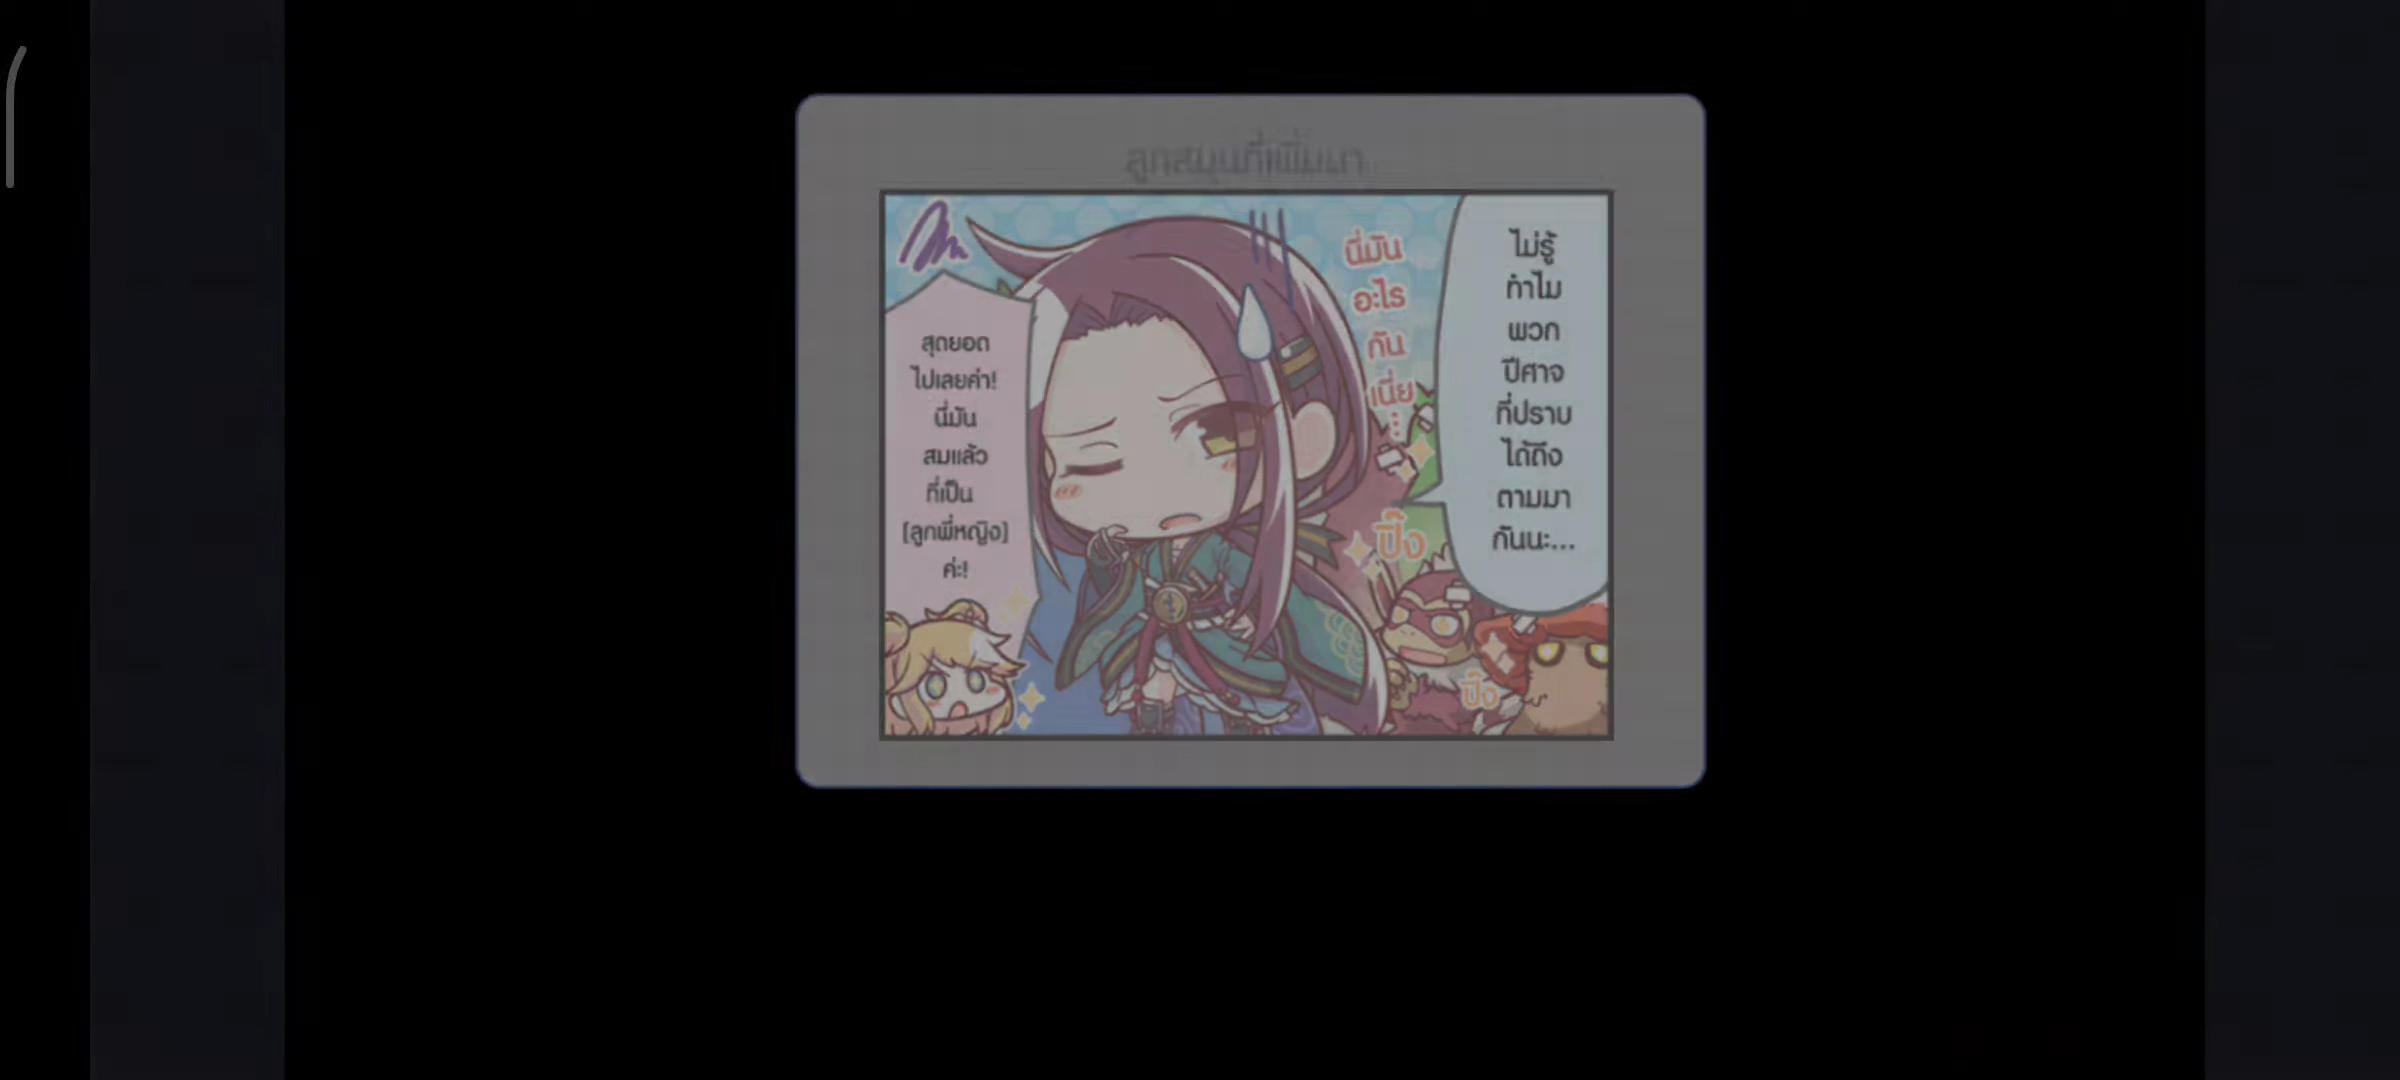 ลูกสมุนที่เพิ่มมา
ไม่รู้
ทำไม
พวก
ปีศาจ
ที่ปราบ
ได้ถึง
ตามมา
กันนะ...
นี่มัน
อะไร
กัน
เนี่ย
...
สุดยอด
ไปเลยค่า!
นี่มัน
สมแล้ว
ที่เป็น
[ลูกพี่หญิง]
ค่ะ!
ปิ๊ง
ปิ๊ง